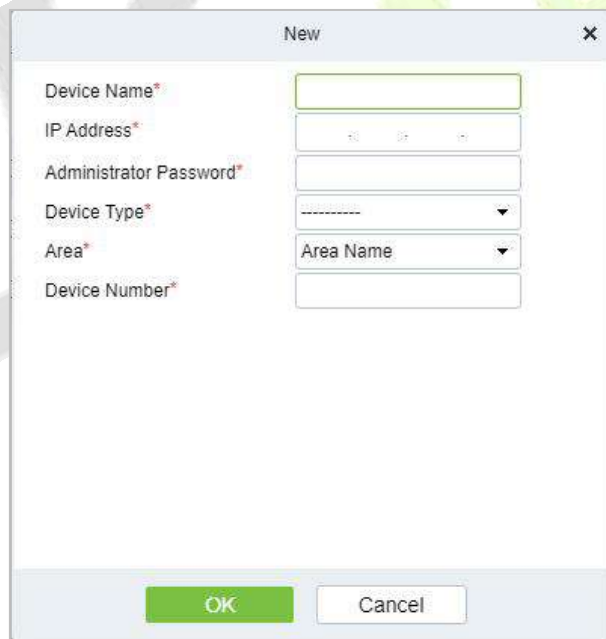 New ×
Device Name*
IP Address* . . .
Administrator Password*
Device Type* ----------
Area* Area Name
Device Number*
OK Cancel